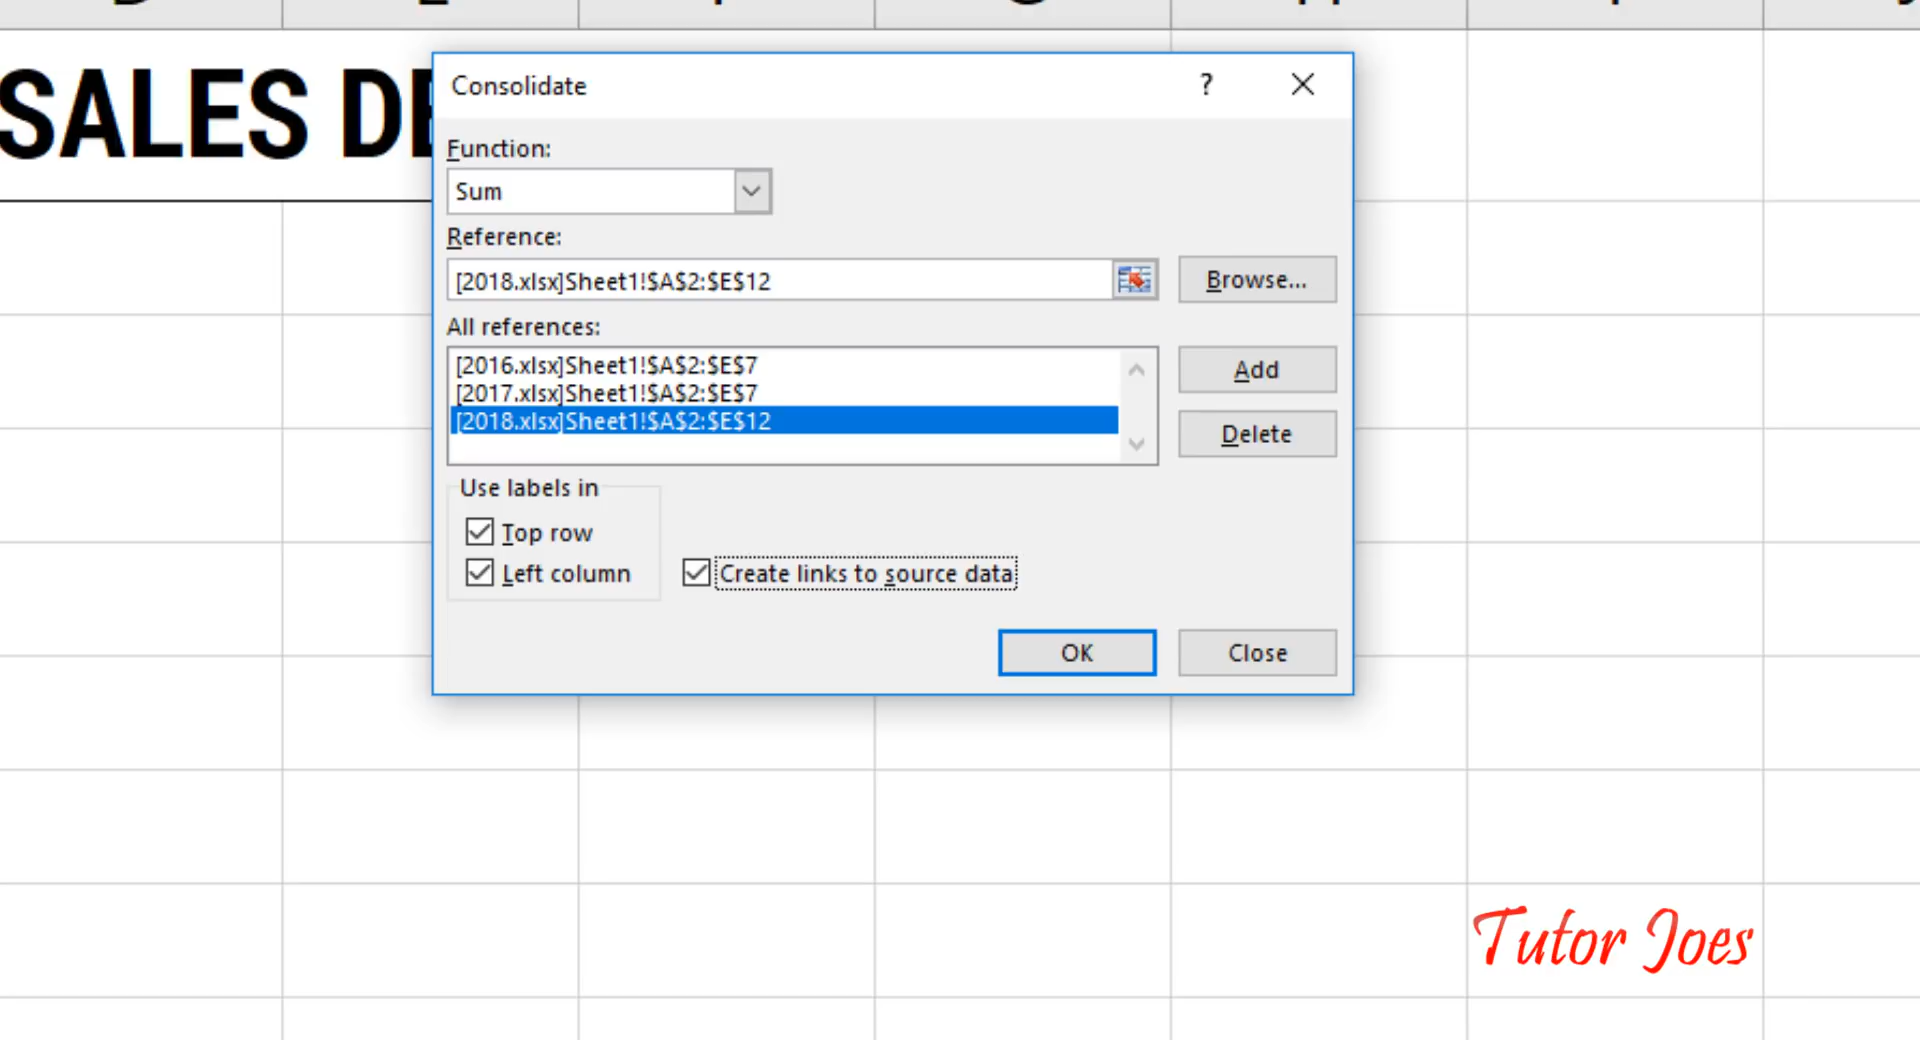 SALES DE
Consolidate
?
Function:
Sum
Reference:
[2018.xlsx]Sheet1!$A$2:$E$12
Browse...
All references:
[2016.xlsx]Sheet1!$A$2:$E$7
[2017.xlsx]Sheet1!$A$2:$E$7
[2018.xlsx]Sheet1!$A$2:$E$12
Add
Delete
Use labels in
Top row
Left column
Create links to source data
OK
Close
Tutor Joes